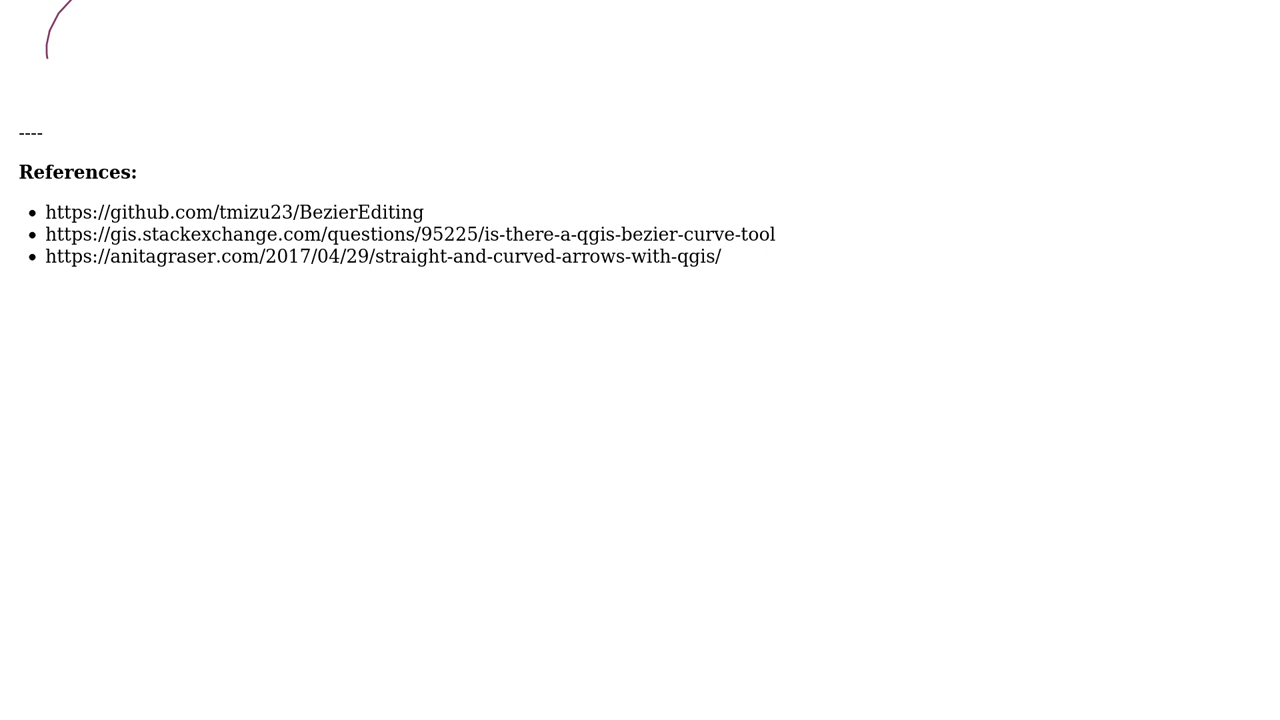 ----
References:
• https://github.com/tmizu23/BezierEditing
• https://gis.stackexchange.com/questions/95225/is-there-a-qgis-bezier-curve-tool
• https://anitagraser.com/2017/04/29/straight-and-curved-arrows-with-qgis/